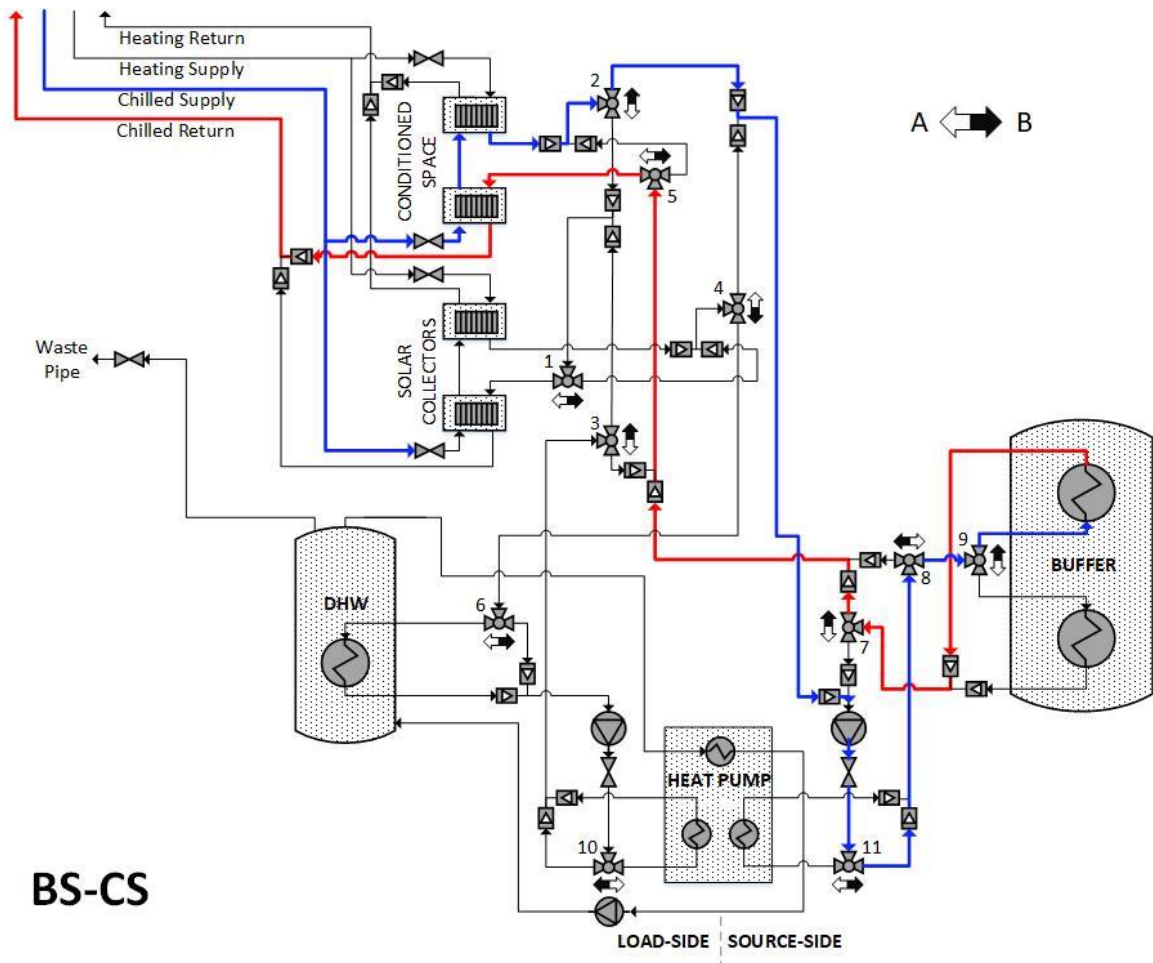 Heating Return
Heating Supply
Chilled Supply
Chilled Return
CONDITIONED
SPACE
SOLAR
COLLECTORS
2
A B
5
4
1
3
Waste
Pipe
9
8
BUFFER
DHW
6
7
HEAT PUMP
10
11
BS-CS
LOAD-SIDE SOURCE-SIDE